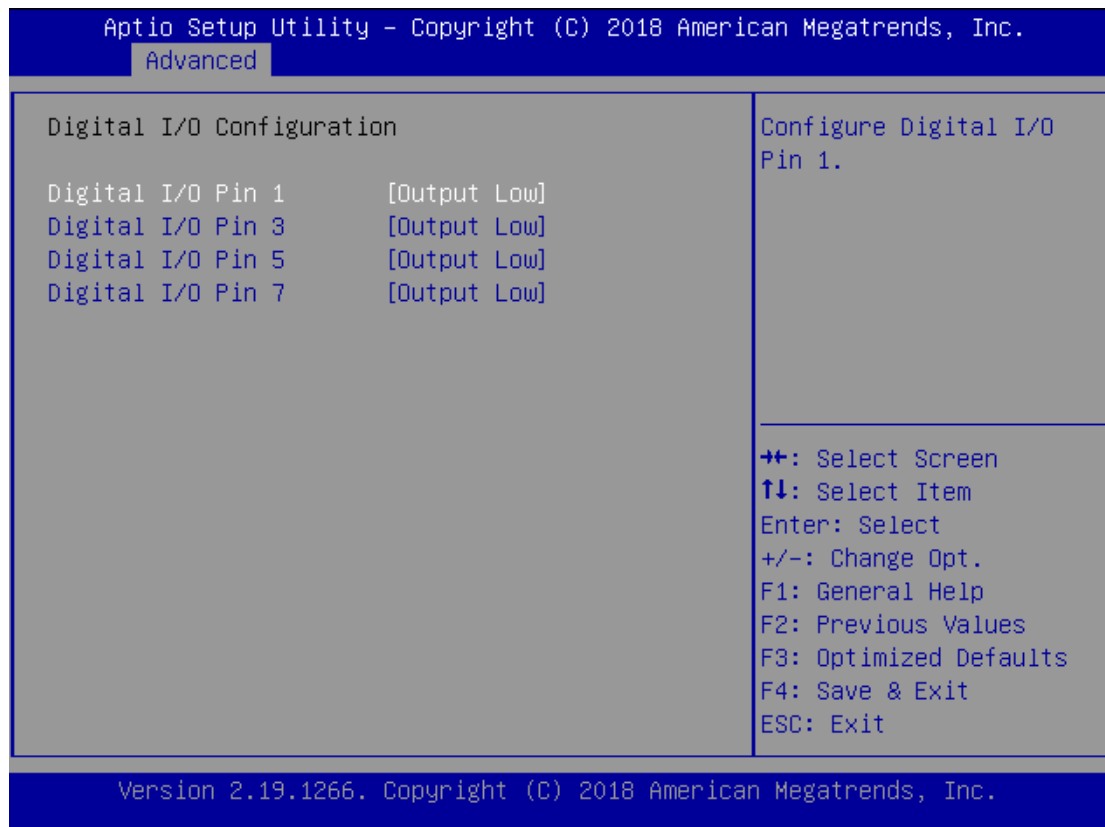 Aptio Setup Utility – Copyright (C) 2018 American Megatrends, Inc.
Advanced
Digital I/O Configuration
Digital I/O Pin 1 [Output Low]
Digital I/O Pin 3 [Output Low]
Digital I/O Pin 5 [Output Low]
Digital I/O Pin 7 [Output Low]
Configure Digital I/O
Pin 1.
→←: Select Screen
↑↓: Select Item
Enter: Select
+/-: Change Opt.
F1: General Help
F2: Previous Values
F3: Optimized Defaults
F4: Save & Exit
ESC: Exit
Version 2.19.1266. Copyright (C) 2018 American Megatrends, Inc.